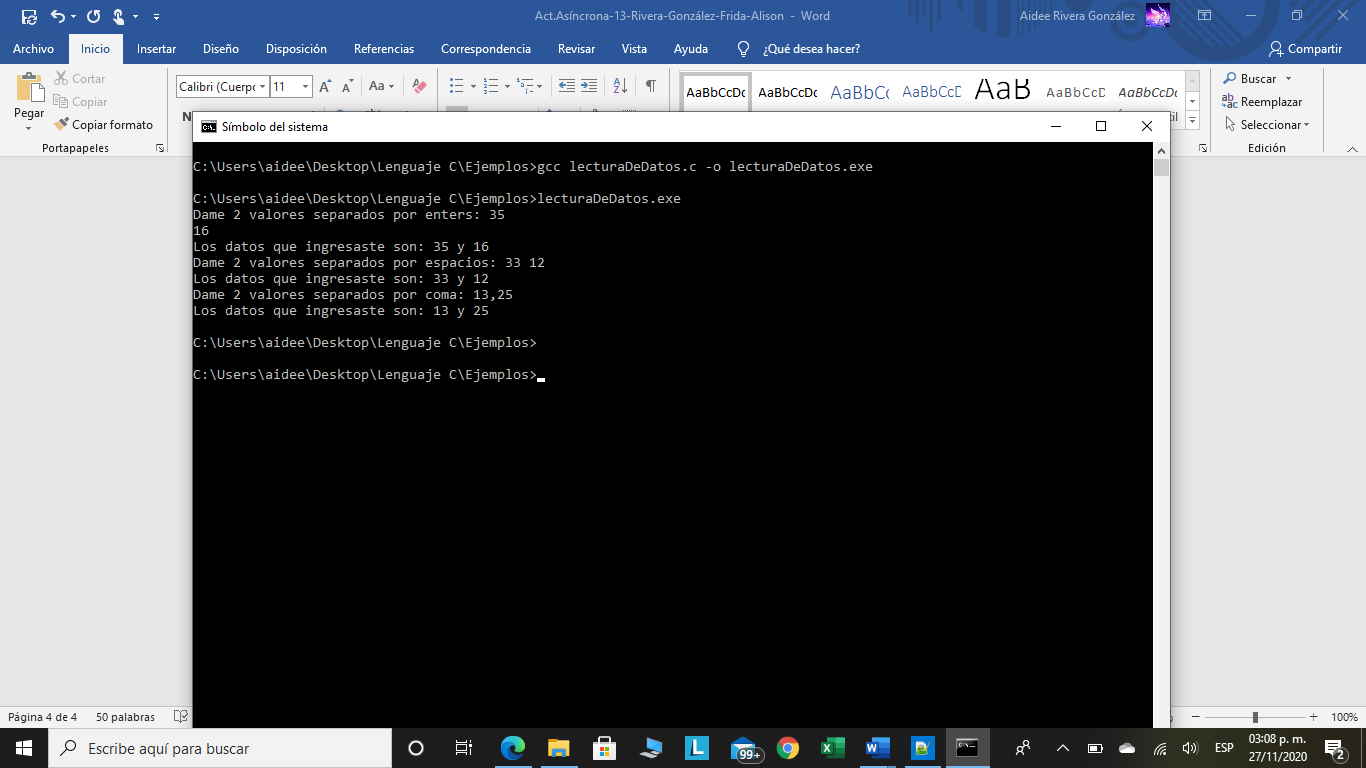 Act.Asíncrona-13-Rivera-González-Frida-Alison - Word
Aidee Rivera González
Archivo Inicio Insertar Diseño Disposición Referencias Correspondencia Revisar Vista Ayuda ¿Qué desea hacer? Compartir
Pegar
Cortar
Copiar
Copiar formato
Portapapeles
Calibri (Cuerpo 11
Aa
N
AaBbCcDc AaBbCcDc AaBbCc AaBbCcD AaB AaBbCcD AaBbCcDc
Buscar
Reemplazar
Seleccionar
Edición
Símbolo del sistema
C:\Users\aidee\Desktop\Lenguaje C\Ejemplos>gcc lecturaDeDatos.c -o lecturaDeDatos.exe
C:\Users\aidee\Desktop\Lenguaje C\Ejemplos>lecturaDeDatos.exe
Dame 2 valores separados por enters: 35
16
Los datos que ingresaste son: 35 y 16
Dame 2 valores separados por espacios: 33 12
Los datos que ingresaste son: 33 y 12
Dame 2 valores separados por coma: 13,25
Los datos que ingresaste son: 13 y 25
C:\Users\aidee\Desktop\Lenguaje C\Ejemplos>
C:\Users\aidee\Desktop\Lenguaje C\Ejemplos>
Página 4 de 4 50 palabras
100%
Escribe aquí para buscar
99+
ESP
03:08 p. m.
27/11/2020
2